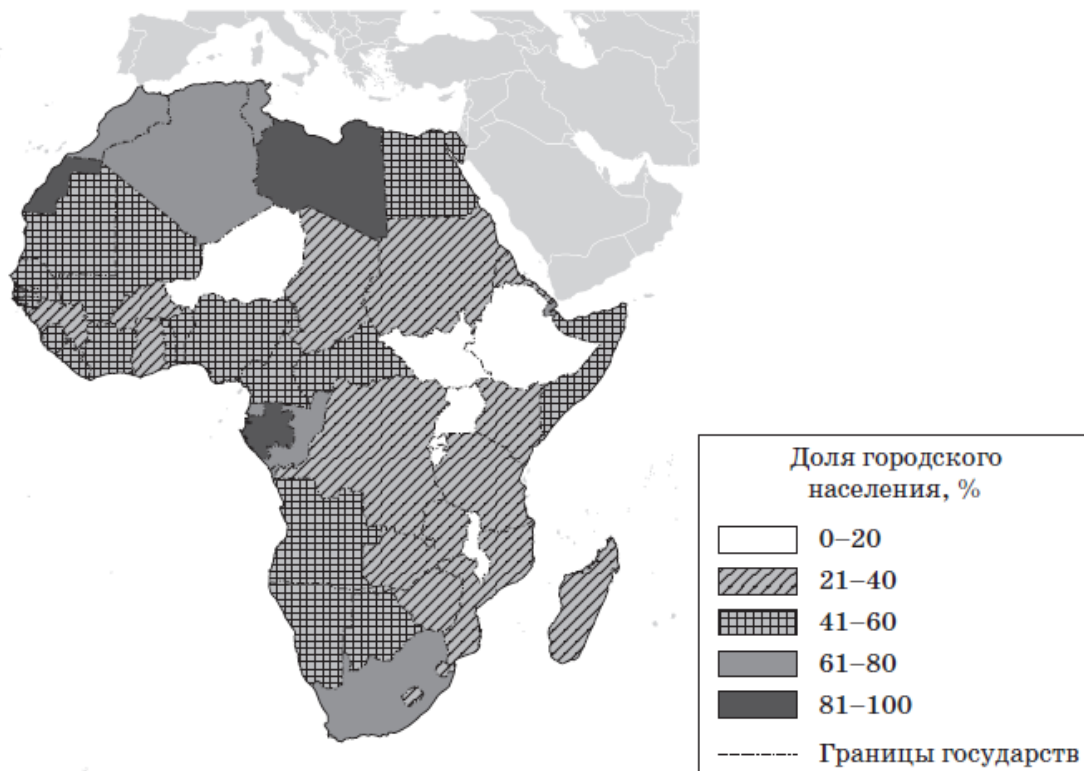 Доля городского
населения, %
0–20
21–40
41–60
61–80
81–100
Границы государств